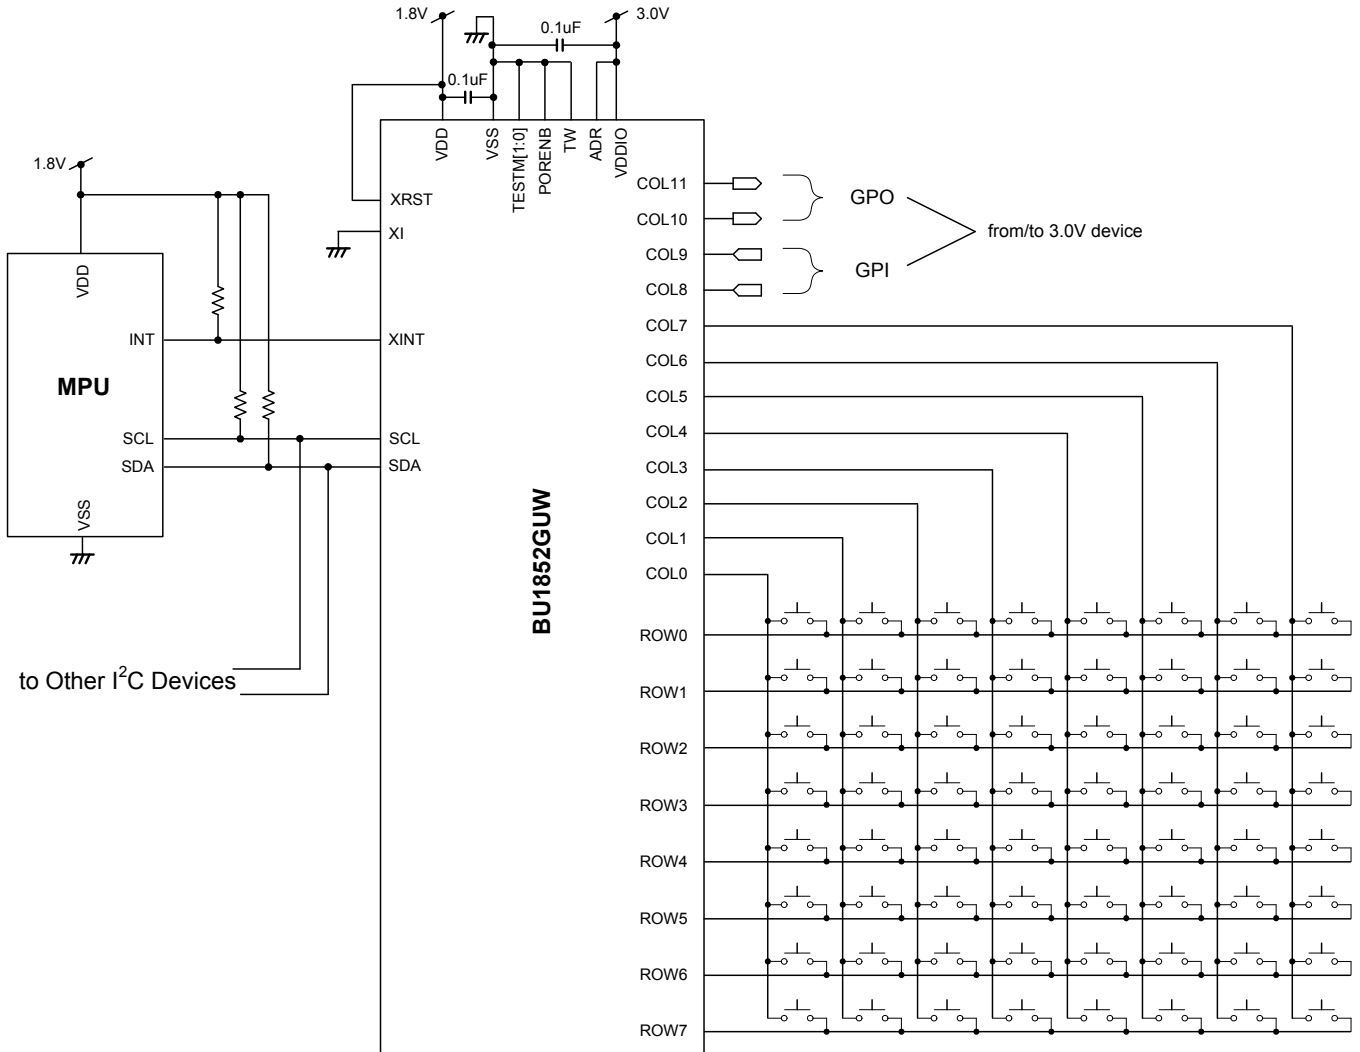 1.8V
3.0V
0.1uF
0.1uF
VDD
VSS
TESTM[1:0]
PORENB
TW
ADR
VDDIO
1.8V
XRST
XI
VDD
INT
XINT
MPU
SCL
SCL
SDA
SDA
VSS
BU1852GUW
to Other I²C Devices
COL11
COL10
COL9
COL8
GPO
GPI
from/to 3.0V device
COL7
COL6
COL5
COL4
COL3
COL2
COL1
COL0
ROW0
ROW1
ROW2
ROW3
ROW4
ROW5
ROW6
ROW7